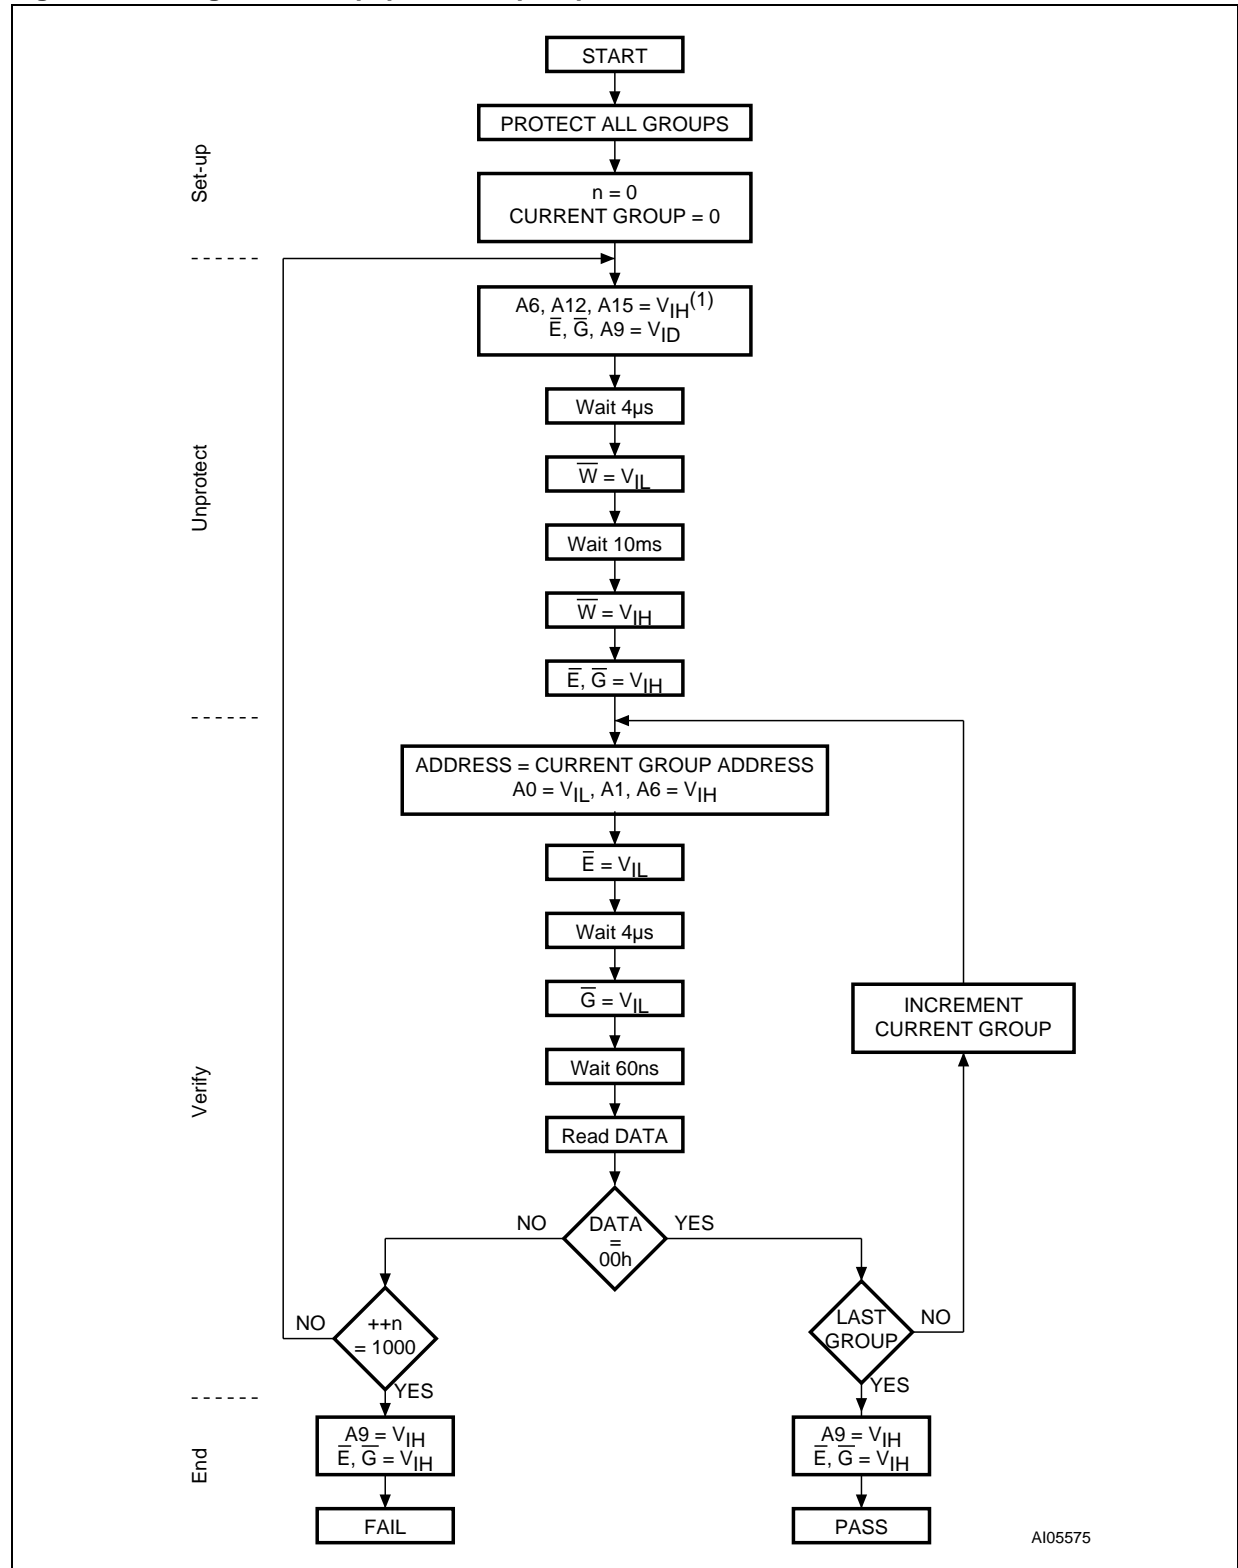 START
PROTECT ALL GROUPS
Set-up
n = 0
CURRENT GROUP = 0
A6, A12, A15 = VIH(1)
E̅, G̅, A9 = VID
Wait 4µs
W̅ = VIL
Unprotect
Wait 10ms
W̅ = VIH
E̅, G̅ = VIH
ADDRESS = CURRENT GROUP ADDRESS
A0 = VIL, A1, A6 = VIH
E̅ = VIL
Wait 4µs
G̅ = VIL
INCREMENT
CURRENT GROUP
Wait 60ns
Verify
Read DATA
NO
DATA
=
00h
YES
NO
++n
= 1000
YES
LAST
GROUP
NO
YES
End
A9 = VIH
E̅, G̅ = VIH
A9 = VIH
E̅, G̅ = VIH
FAIL
PASS
AI05575